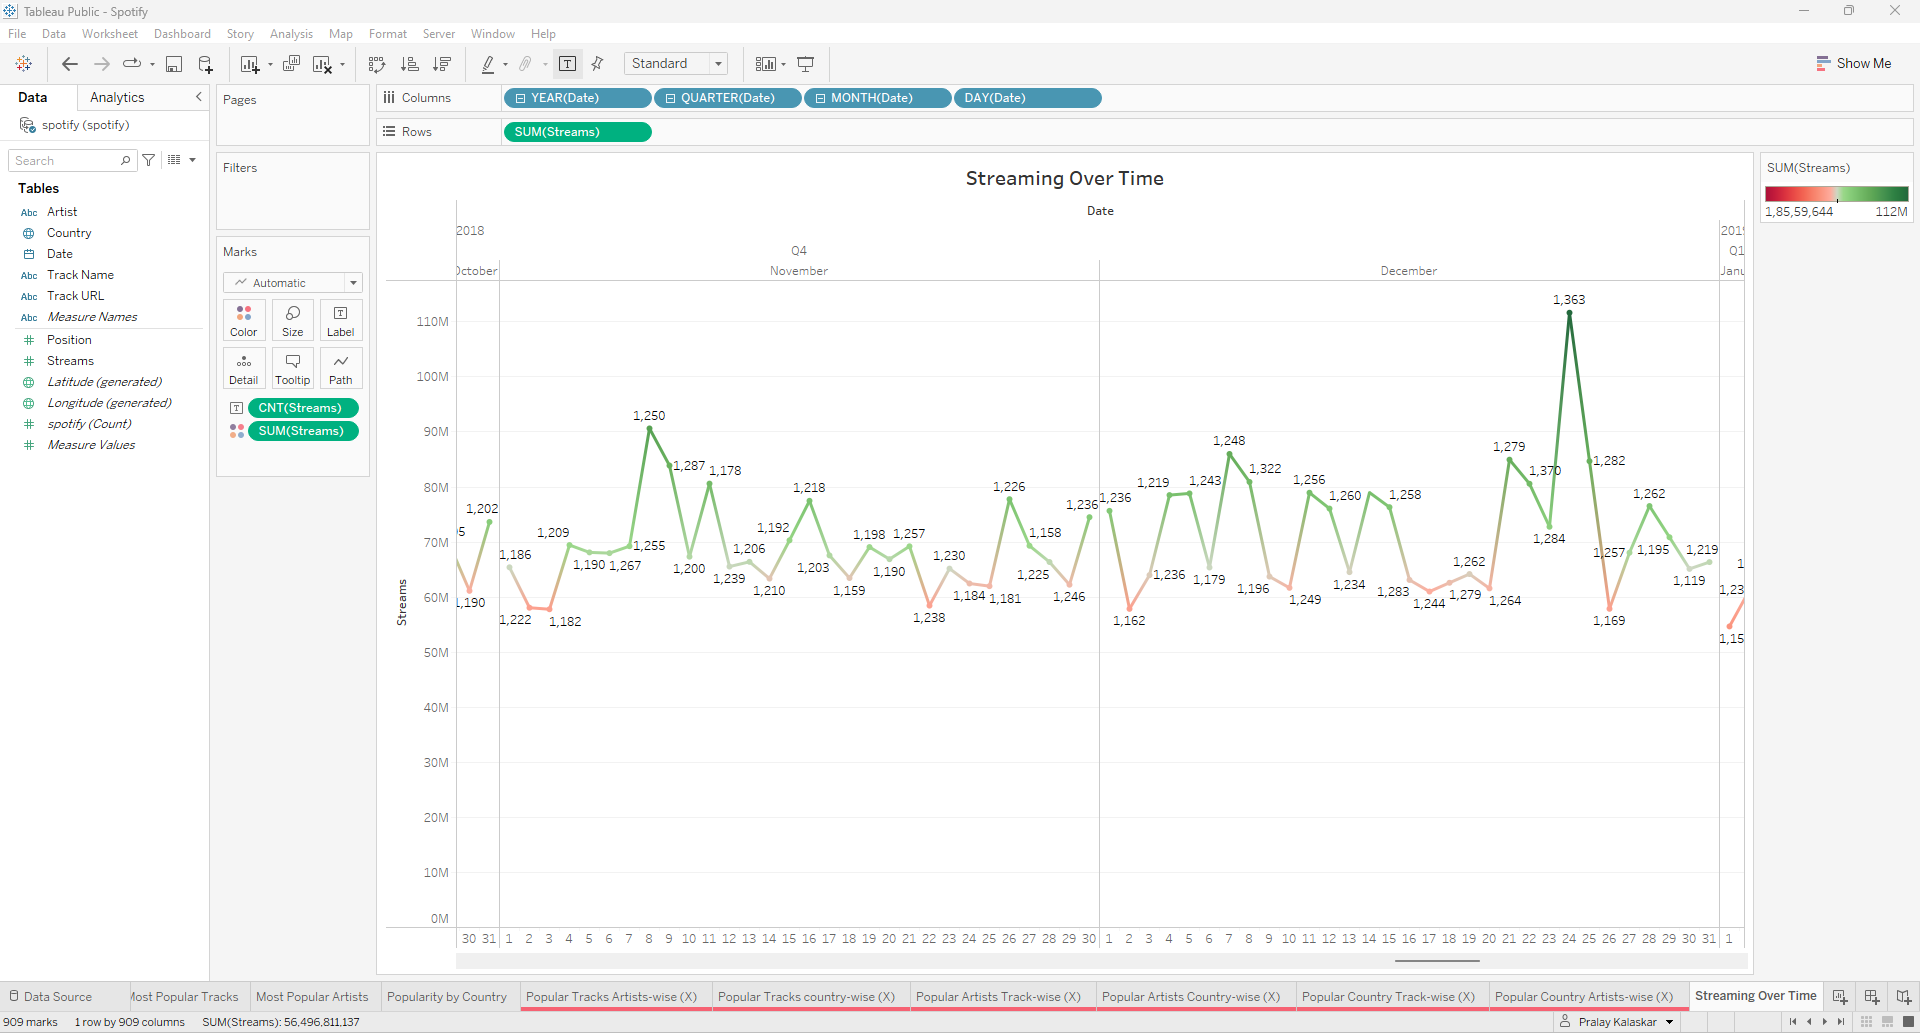 Tableau Public - Spotify
File Data Worksheet Dashboard Story Analysis Map Format Server Window Help
Standard
Show Me
Data Analytics
spotify (spotify)
Search
Tables
Abc Artist
Country
Date
Abc Track Name
Abc Track URL
Abc Measure Names
Position
Streams
Latitude (generated)
Longitude (generated)
spotify (Count)
Measure Values
Pages
Filters
Marks
Automatic
Color Size Label
Detail Tooltip Path
CNT(Streams)
SUM(Streams)
Columns YEAR(Date) QUARTER(Date) MONTH(Date) DAY(Date)
Rows SUM(Streams)
Streaming Over Time
Date
2018
Q4 Q1
November December
1,363
110M
100M
1,250
90M
1,248
1,279
1,287 1,178
1,322
1,370
1,282
1,218 1,226
1,219 1,243 1,256
80M
1,202 1,236 1,236
1,260 1,258 1,262
1,209 1,192 1,198 1,257 1,158
1,284
70M
1,186 1,255 1,206 1,230
1,257 1,195 1,219
1,190 1,267 1,200 1,203 1,190 1,225
1,236 1,179 1,234 1,262
1,119
1,239 1,210 1,159 1,184 1,181 1,246
1,196 1,249 1,283 1,244 1,279 1,264
60M
1,190 1,222 1,182 1,238 1,162 1,169
Streams
50M
40M
30M
20M
10M
0M
30 31 1 2 3 4 5 6 7 8 9 10 11 12 13 14 15 16 17 18 19 20 21 22 23 24 25 26 27 28 29 30 1 2 3 4 5 6 7 8 9 10 11 12 13 14 15 16 17 18 19 20 21 22 23 24 25 26 27 28 29 30 31 1
SUM(Streams)
1,85,59,644 112M
Data Source Most Popular Tracks Most Popular Artists Popularity by Country Popular Tracks Artists-wise (X) Popular Tracks country-wise (X) Popular Artists Track-wise (X) Popular Artists Country-wise (X) Popular Country Track-wise (X) Popular Country Artists-wise (X) Streaming Over Time
909 marks 1 row by 909 columns SUM(Streams): 56,496,811,137 Pralay Kalaskar